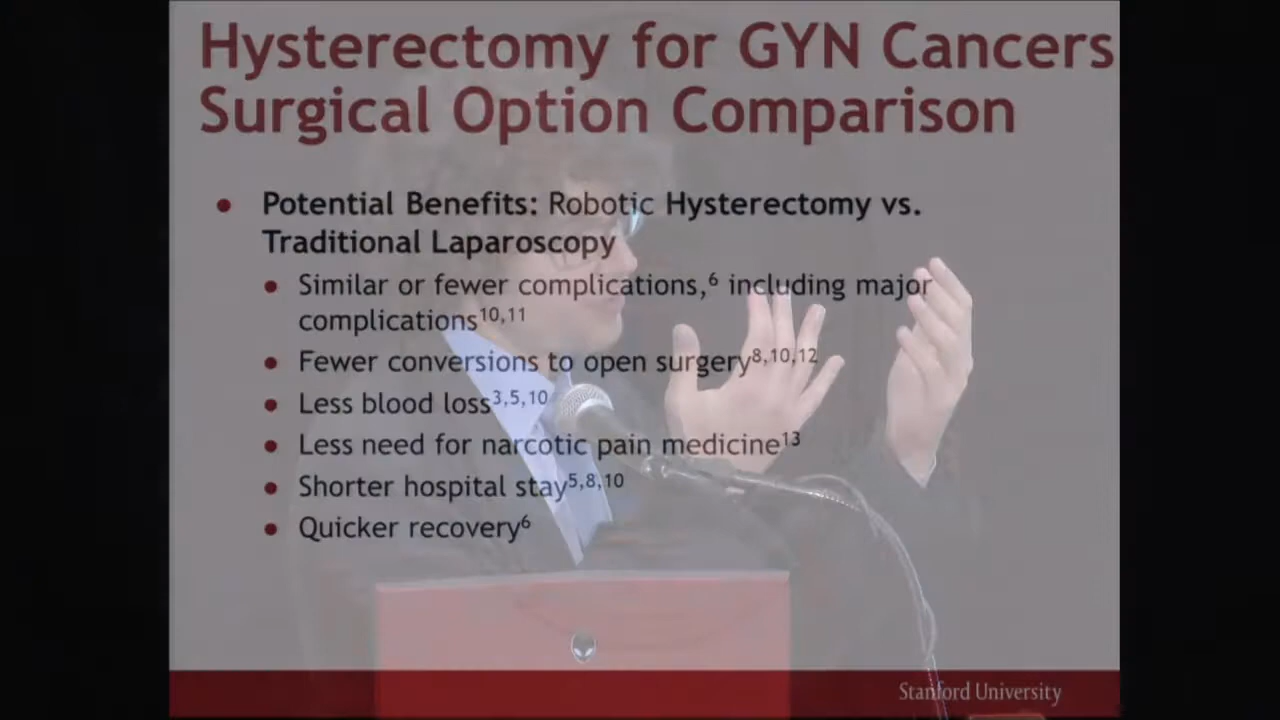 Hysterectomy for GYN Cancers
Surgical Option Comparison
• Potential Benefits: Robotic Hysterectomy vs.
Traditional Laparoscopy
• Similar or fewer complications,⁶ including major
complications¹⁰,¹¹
• Fewer conversions to open surgery⁸,¹⁰,¹²
• Less blood loss³,⁵,¹⁰
• Less need for narcotic pain medicine¹³
• Shorter hospital stay⁵,⁸,¹⁰
• Quicker recovery⁶
Stanford University